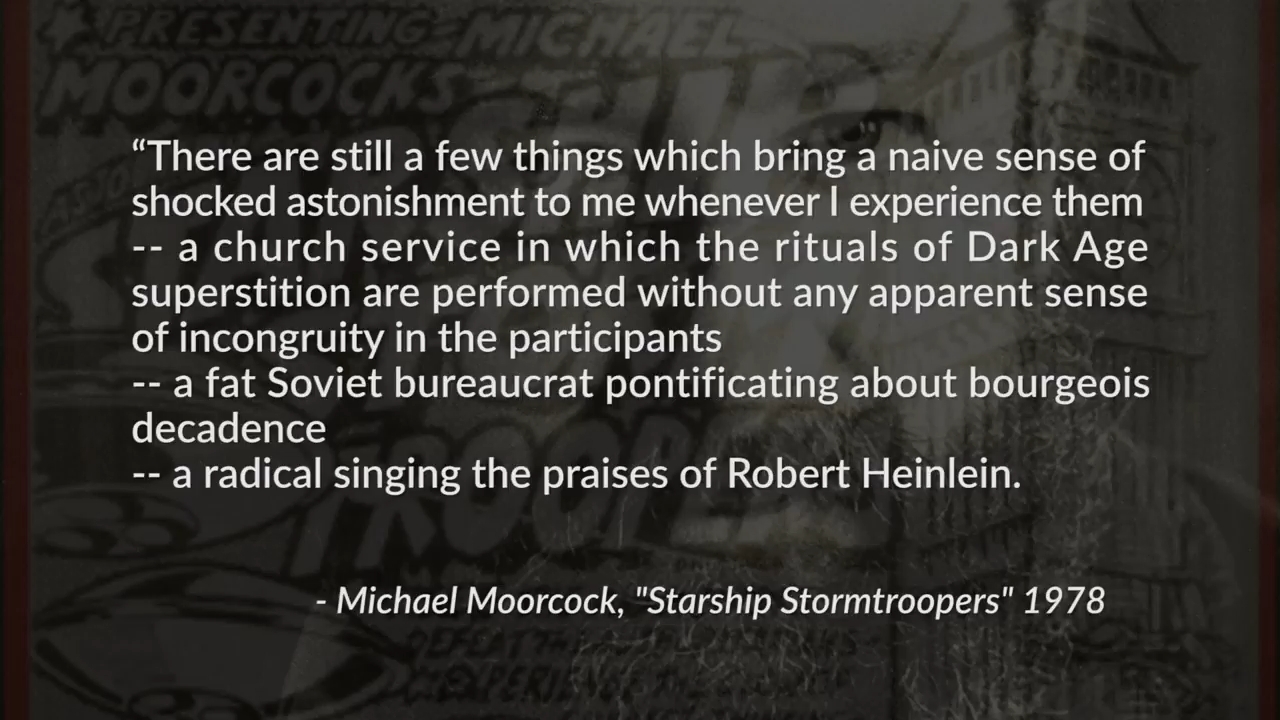 PRESENTING MICHAEL
MOORCOCKS
“There are still a few things which bring a naive sense of
shocked astonishment to me whenever I experience them
-- a church service in which the rituals of Dark Age
superstition are performed without any apparent sense
of incongruity in the participants
-- a fat Soviet bureaucrat pontificating about bourgeois
decadence
-- a radical singing the praises of Robert Heinlein.
- Michael Moorcock, "Starship Stormtroopers" 1978